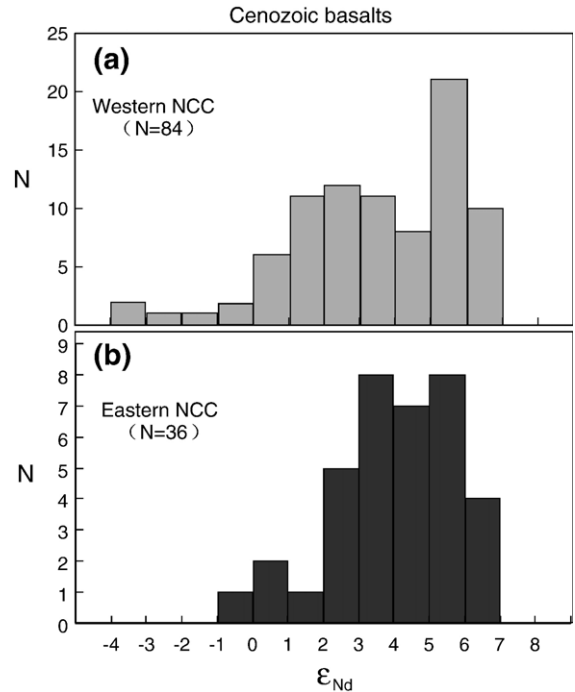 Cenozoic basalts
(a)
Western NCC
（N=84）
N
25
20
15
10
5
0
(b)
Eastern NCC
（N=36）
N
9
8
7
6
5
4
3
2
1
0
-4 -3 -2 -1 0 1 2 3 4 5 6 7 8
εNd